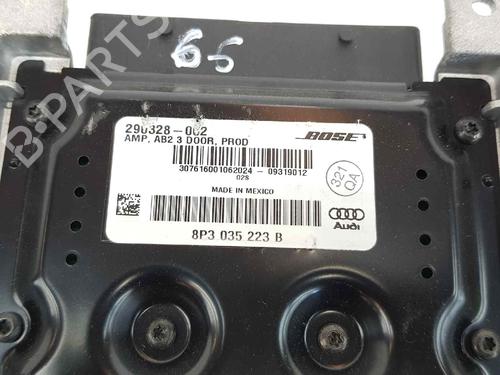 65
290328-002
AMP, AB2 3 DOOR, PROD
BOSE
307616001062024 - 09319012
02S
321
QA
MADE IN MEXICO
Audi
8P3 035 223 B
B-PARTS